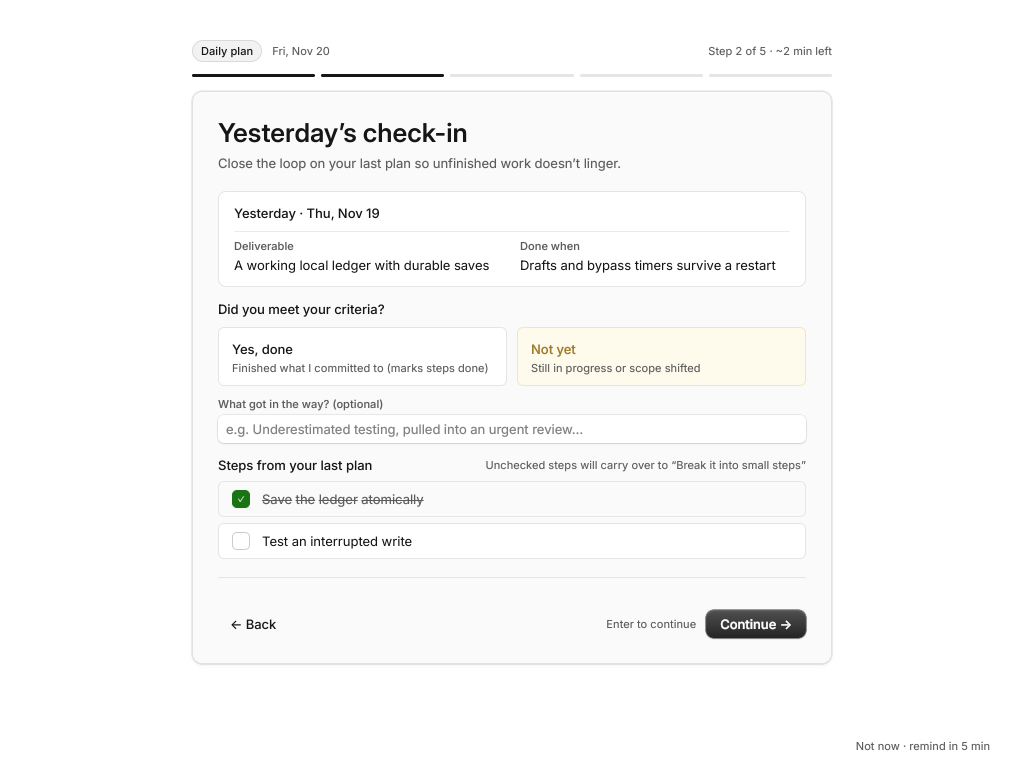 Daily plan Fri, Nov 20 Step 2 of 5 · ~2 min left
Yesterday’s check-in
Close the loop on your last plan so unfinished work doesn’t linger.
Yesterday · Thu, Nov 19
Deliverable
A working local ledger with durable saves
Done when
Drafts and bypass timers survive a restart
Did you meet your criteria?
Yes, done
Finished what I committed to (marks steps done)
Not yet
Still in progress or scope shifted
What got in the way? (optional)
e.g. Underestimated testing, pulled into an urgent review…
Steps from your last plan Unchecked steps will carry over to “Break it into small steps”
✓ Save the ledger atomically
Test an interrupted write
← Back Enter to continue Continue →
Not now · remind in 5 min